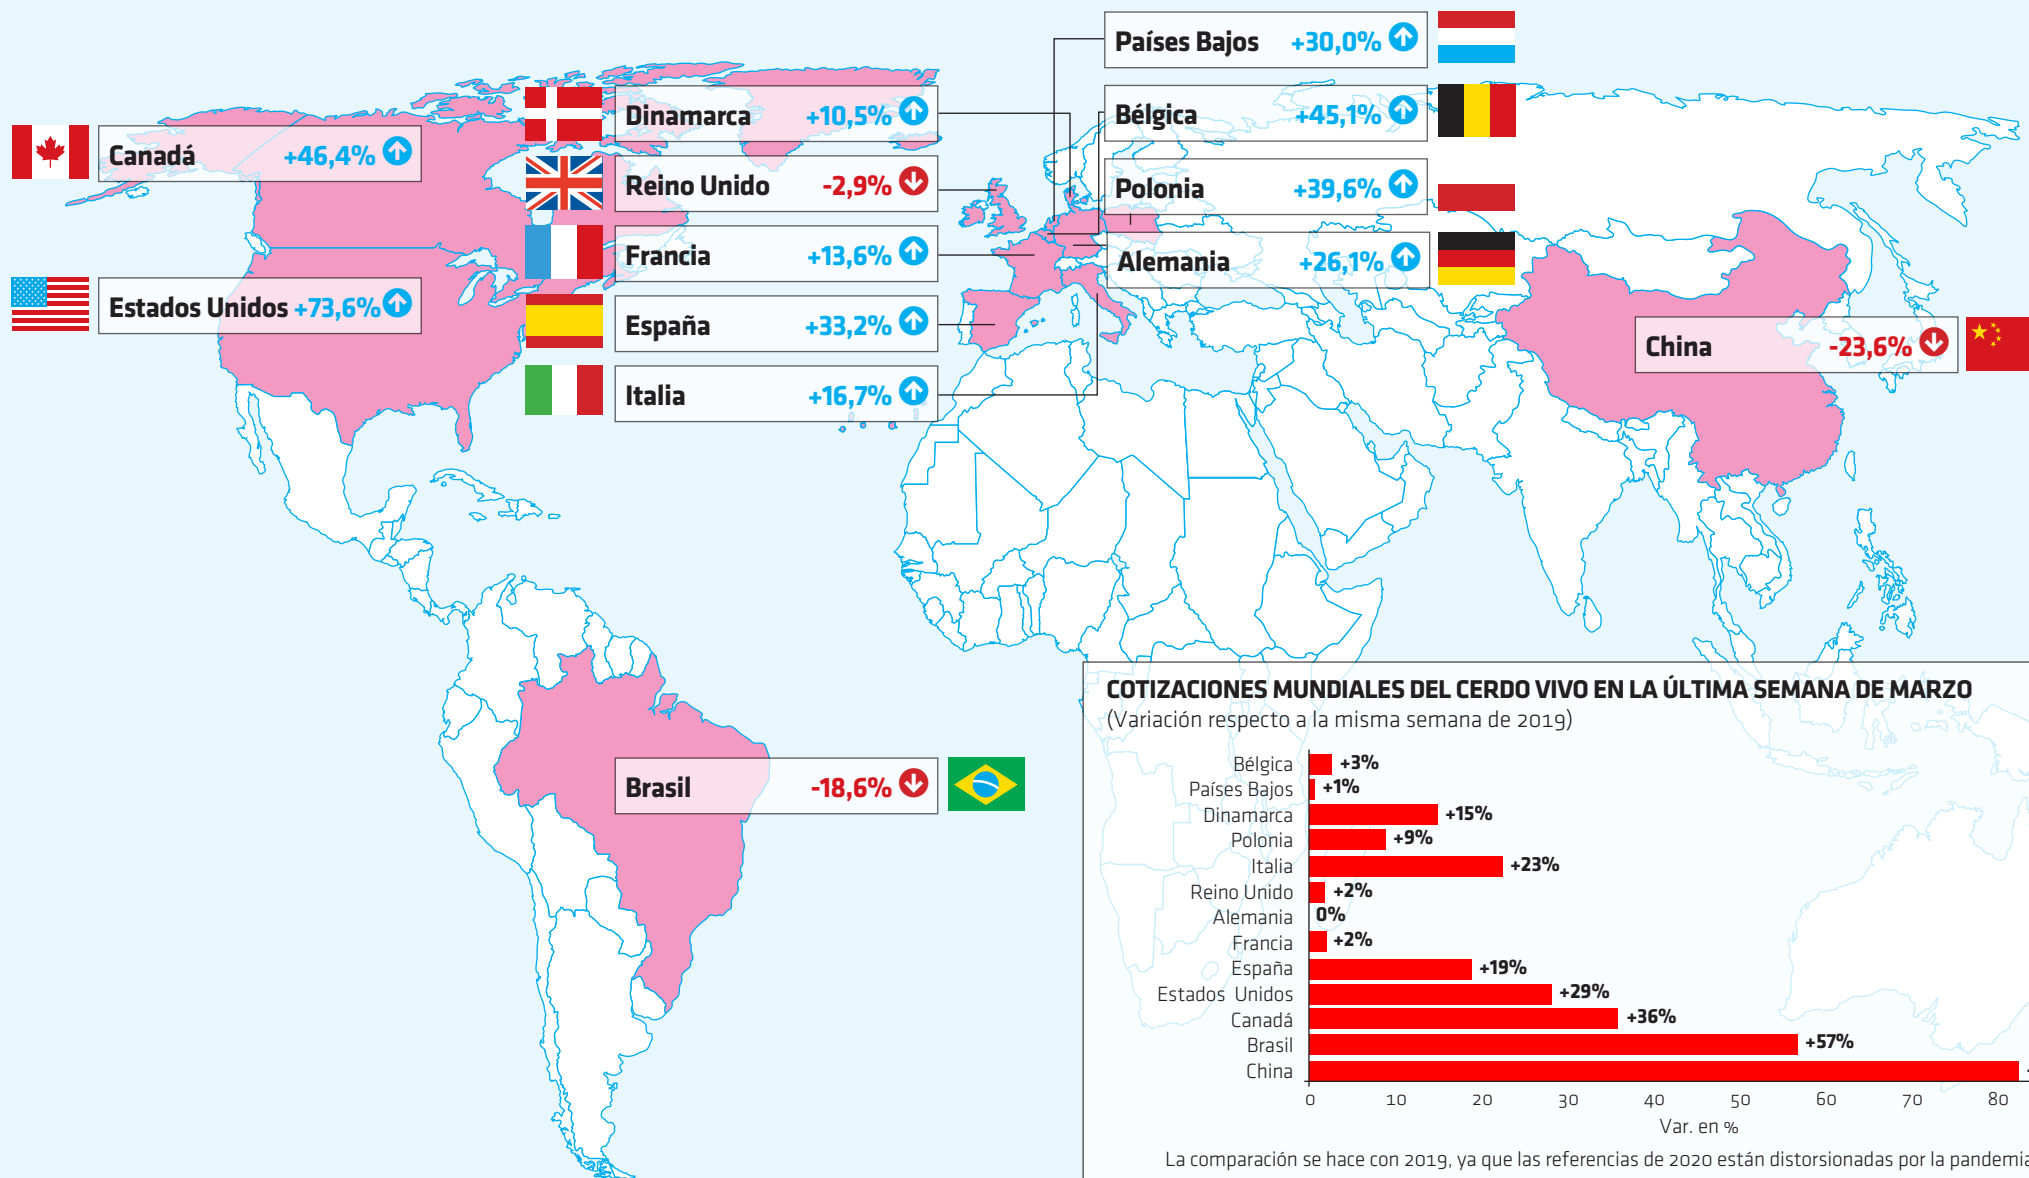 Países Bajos +30,0%
Dinamarca +10,5%
Bélgica +45,1%
Canadá +46,4%
Reino Unido -2,9%
Polonia +39,6%
Francia +13,6%
Alemania +26,1%
Estados Unidos +73,6%
España +33,2%
China -23,6%
Italia +16,7%
Brasil -18,6%
COTIZACIONES MUNDIALES DEL CERDO VIVO EN LA ÚLTIMA SEMANA DE MARZO
(Variación respecto a la misma semana de 2019)
Bélgica +3%
Países Bajos +1%
Dinamarca +15%
Polonia +9%
Italia +23%
Reino Unido +2%
Alemania 0%
Francia +2%
España +19%
Estados Unidos +29%
Canadá +36%
Brasil +57%
China
0 10 20 30 40 50 60 70 80
Var. en %
La comparación se hace con 2019, ya que las referencias de 2020 están distorsionadas por la pandemia